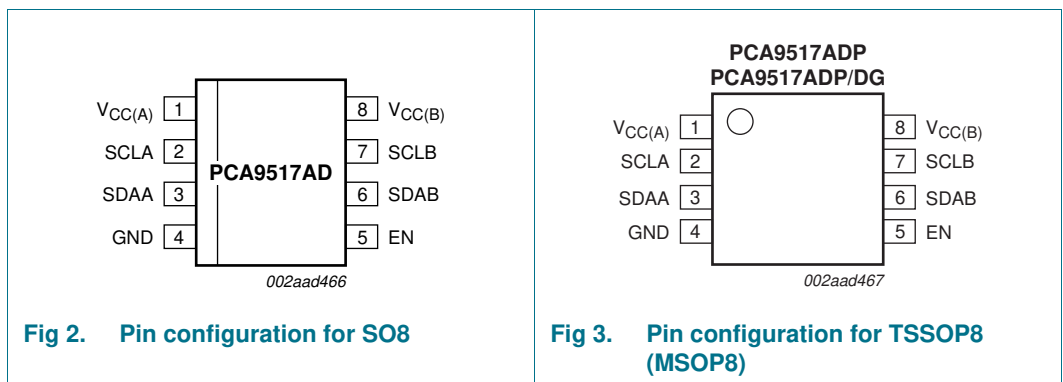 VCC(A) 1
SCLA 2
SDAA 3
GND 4
PCA9517AD
8 VCC(B)
7 SCLB
6 SDAB
5 EN
002aad466
Fig 2. Pin configuration for SO8
PCA9517ADP
PCA9517ADP/DG
VCC(A) 1
SCLA 2
SDAA 3
GND 4
8 VCC(B)
7 SCLB
6 SDAB
5 EN
002aad467
Fig 3. Pin configuration for TSSOP8
(MSOP8)